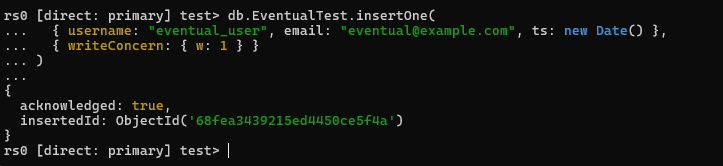 rs0 [direct: primary] test> db.EventualTest.insertOne(
...   { username: "eventual_user", email: "eventual@example.com", ts: new Date() },
...   { writeConcern: { w: 1 } }
... )
...
{
  acknowledged: true,
  insertedId: ObjectId('68fea3439215ed4450ce5f4a')
}
rs0 [direct: primary] test>